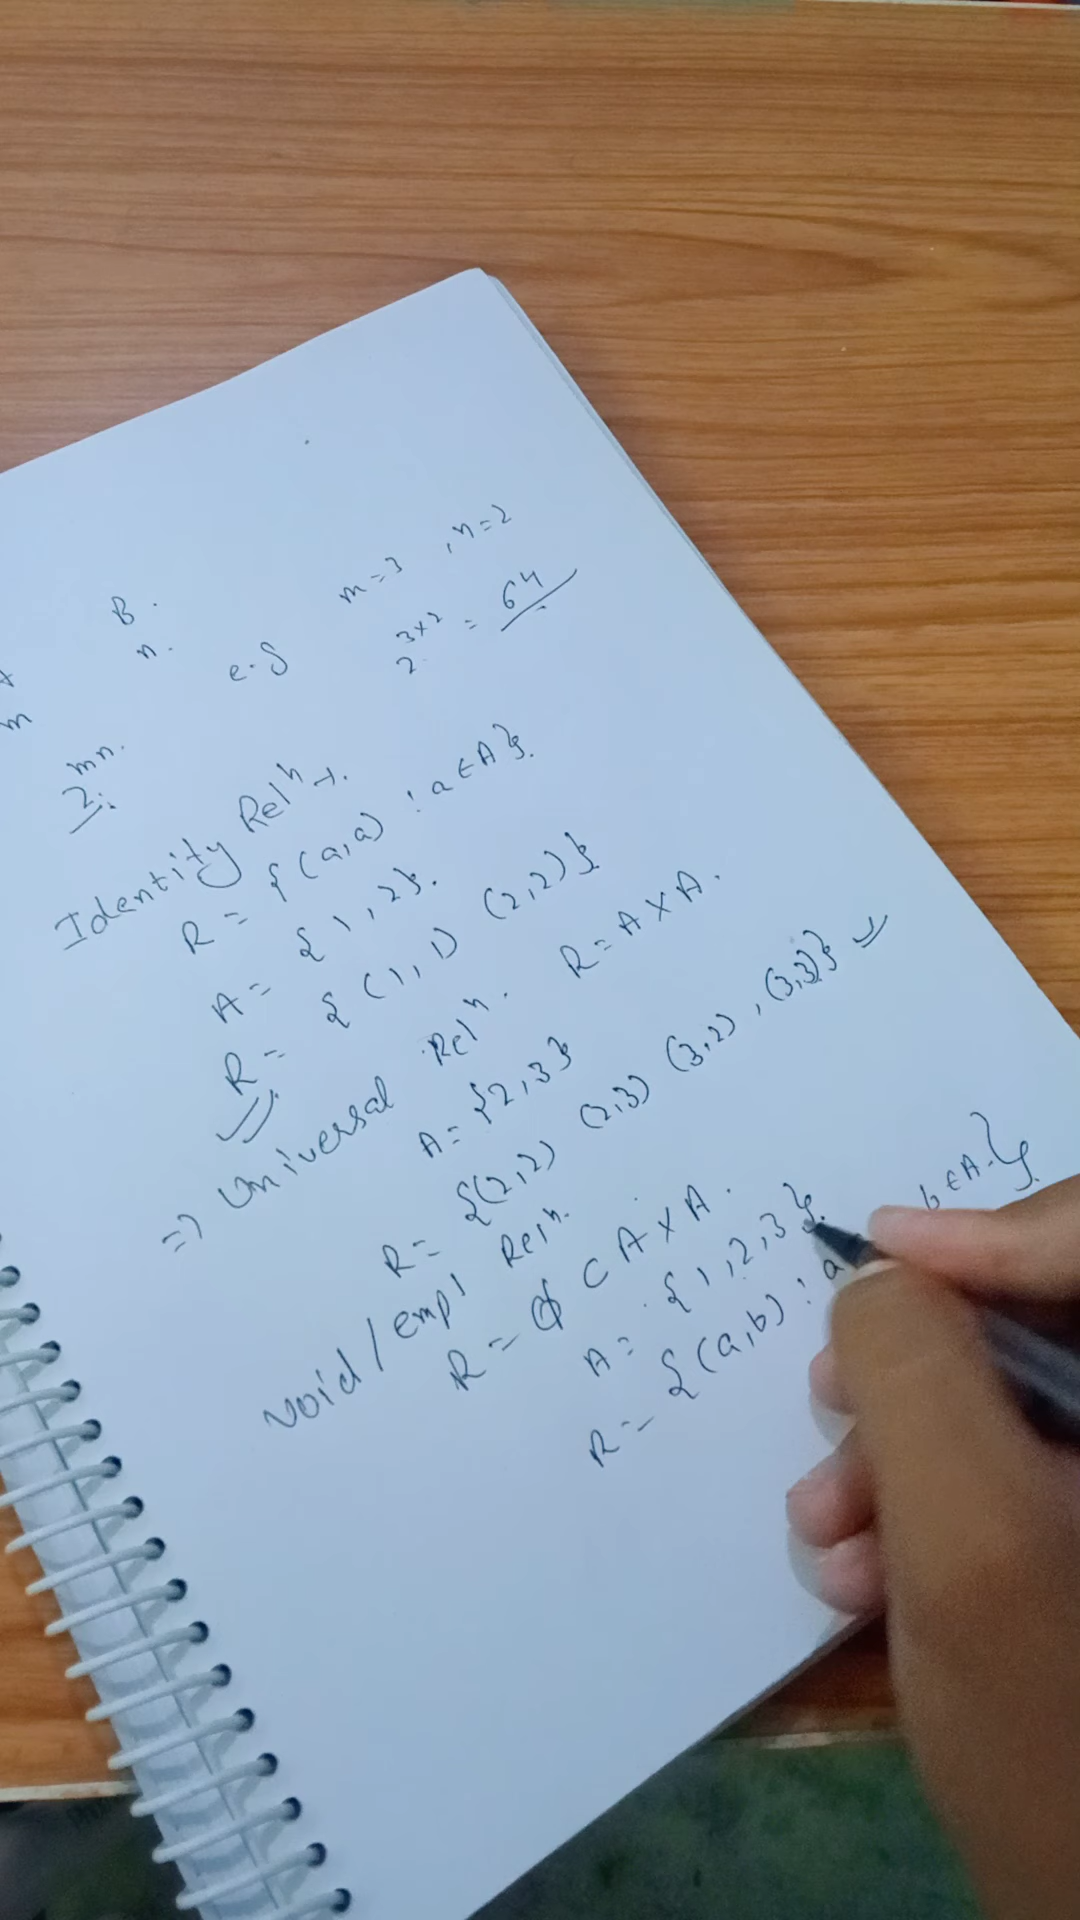 B.
n.
m
e.g
m=3 , n=2
2^{3×2} = 64
2^{mn}.
Identity Relⁿ.
R = {(a,a) : a ∈ A}.
A = {1,2}.
R = {(1,1) (2,2)}
=> Universal Relⁿ. R = A×A.
A = {2,3}
R = {(2,2) (2,3) (3,2) , (3,3)}
void/emp Relⁿ.
R = ϕ ⊂ A×A.
A = {1,2,3}.
R = {(a,b) : a b ∈ A.}